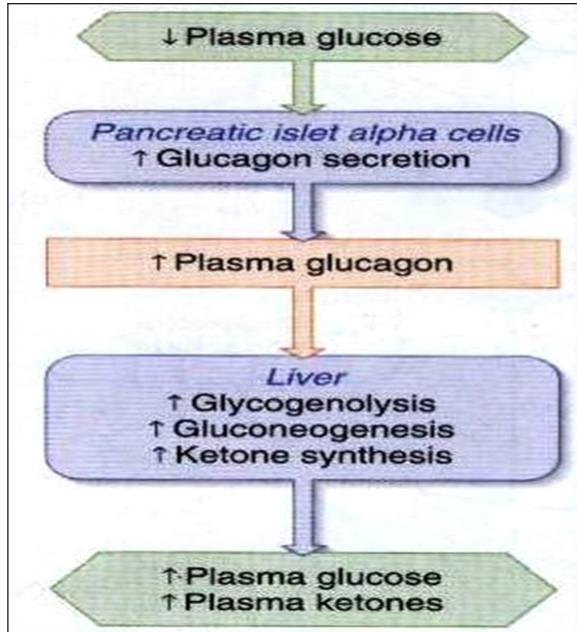 ↓ Plasma glucose
Pancreatic islet alpha cells
↑ Glucagon secretion
↑ Plasma glucagon
Liver
↑ Glycogenolysis
↑ Gluconeogenesis
↑ Ketone synthesis
↑ Plasma glucose
↑ Plasma ketones